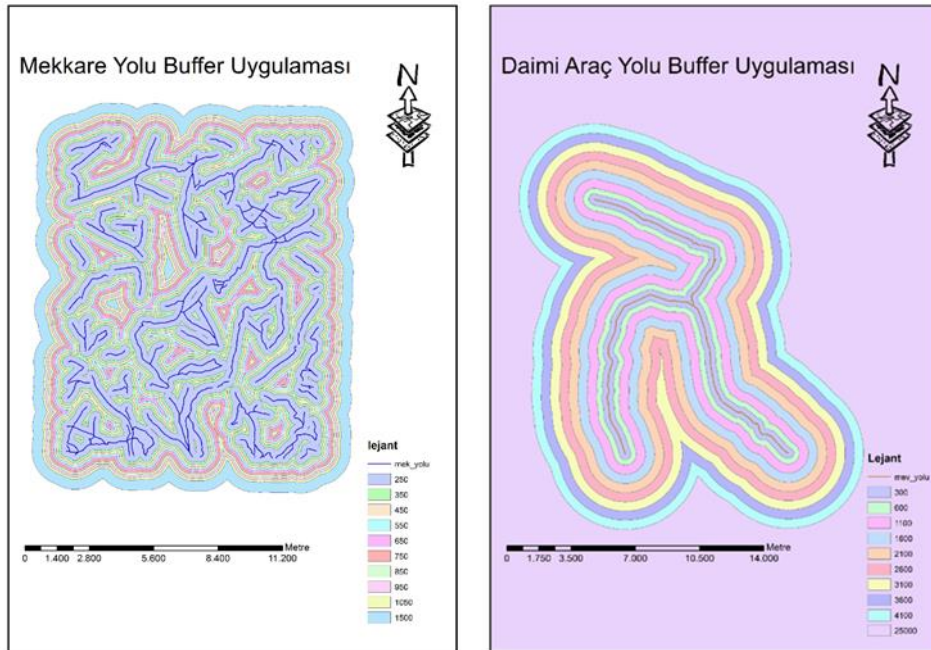 Mekkare Yolu Buffer Uygulaması
N
lejant
mek_yolu
250
350
450
550
650
750
850
950
1050
1500
Metre
0 1.400 2.800 5.600 8.400 11.200
Daimi Araç Yolu Buffer Uygulaması
N
Lejant
mev_yolu
300
600
1100
1600
2100
2600
3100
3600
4100
25000
Metre
0 1.750 3.500 7.000 10.500 14.000